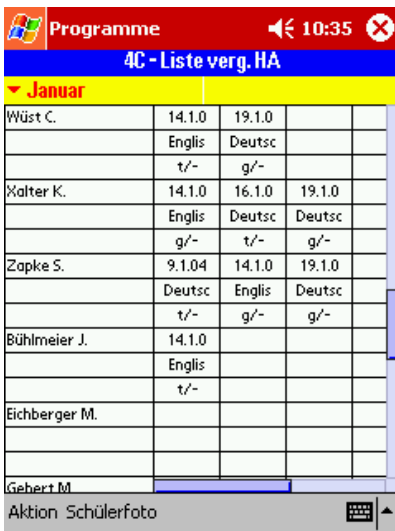 Programme 10:35
4C - Liste verg. HA
Januar
Wüst C. 14.1.0 19.1.0
Englis Deutsc
t/- g/-
Xalter K. 14.1.0 16.1.0 19.1.0
Englis Deutsc Deutsc
g/- t/- g/-
Zapke S. 9.1.04 14.1.0 19.1.0
Deutsc Englis Deutsc
t/- g/- g/-
Bühlmeier J. 14.1.0
Englis
t/-
Eichberger M.
Gebert M
Aktion Schülerfoto